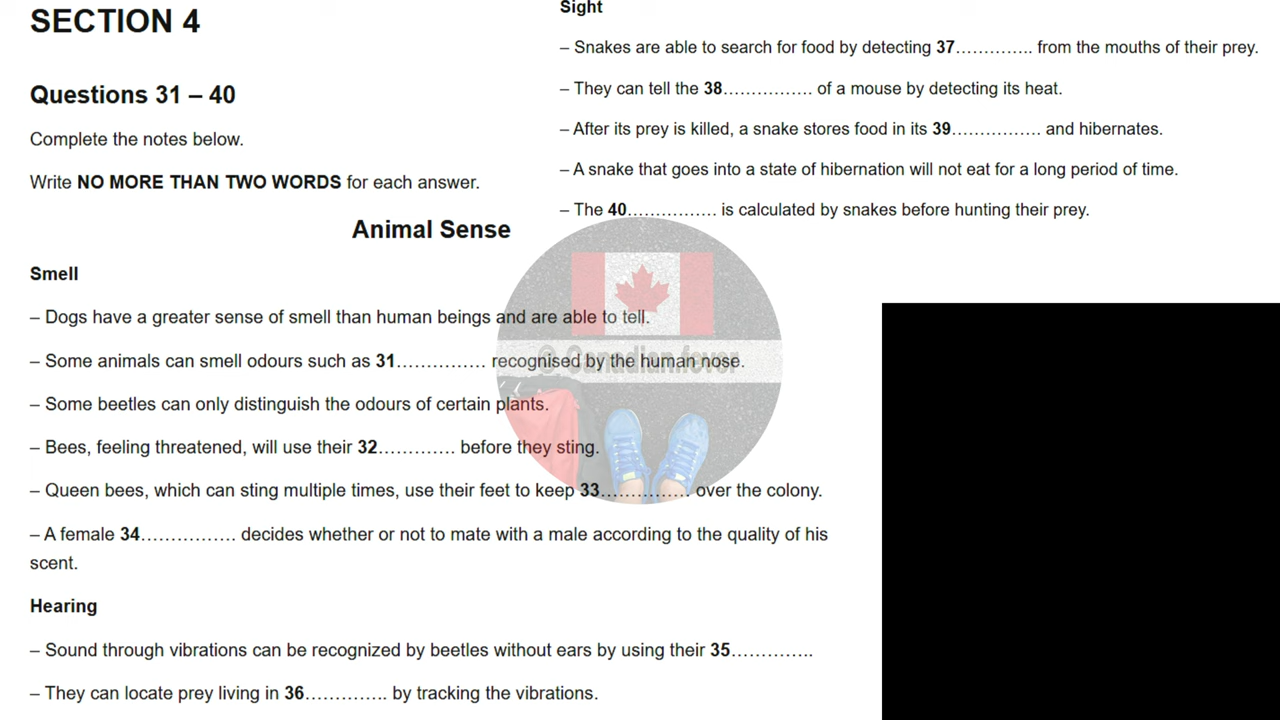 SECTION 4
Questions 31 – 40
Complete the notes below.
Write NO MORE THAN TWO WORDS for each answer.
Animal Sense
Smell
– Dogs have a greater sense of smell than human beings and are able to tell.
– Some animals can smell odours such as 31…………… recognised by the human nose.
– Some beetles can only distinguish the odours of certain plants.
– Bees, feeling threatened, will use their 32…………. before they sting.
– Queen bees, which can sting multiple times, use their feet to keep 33…………… over the colony.
– A female 34……………. decides whether or not to mate with a male according to the quality of his
scent.
Hearing
– Sound through vibrations can be recognized by beetles without ears by using their 35…………..
– They can locate prey living in 36………….. by tracking the vibrations.
Sight
– Snakes are able to search for food by detecting 37………….. from the mouths of their prey.
– They can tell the 38……………. of a mouse by detecting its heat.
– After its prey is killed, a snake stores food in its 39……………. and hibernates.
– A snake that goes into a state of hibernation will not eat for a long period of time.
– The 40……………. is calculated by snakes before hunting their prey.
© Canadian.fever